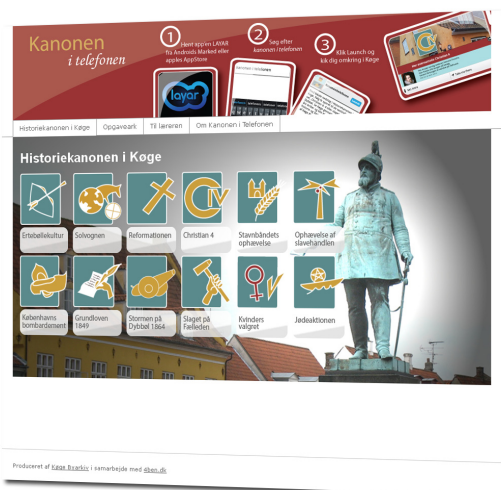 Kanonen
i telefonen
1 Hent app'en LAYAR
fra Androids Marked eller
apples AppStore
2 Søg efter
kanonen i telefonen
3 Klik Launch og
kik dig omkring i Køge
layar
Historiekanonen i Køge
Opgaveark
Til læreren
Om Kanonen i Telefonen
Historiekanonen i Køge
Ertebøllekultur
Solvognen
Reformationen
Christian 4
Stavnbåndets
ophævelse
Ophævelse af
slavehandlen
Københavns
bombardement
Grundloven
1849
Stormen på
Dybbøl 1864
Slaget på
Fælleden
Kvinders
valgret
Jødeaktionen
Produceret af Køge Byarkiv i samarbejde med 4ben.dk